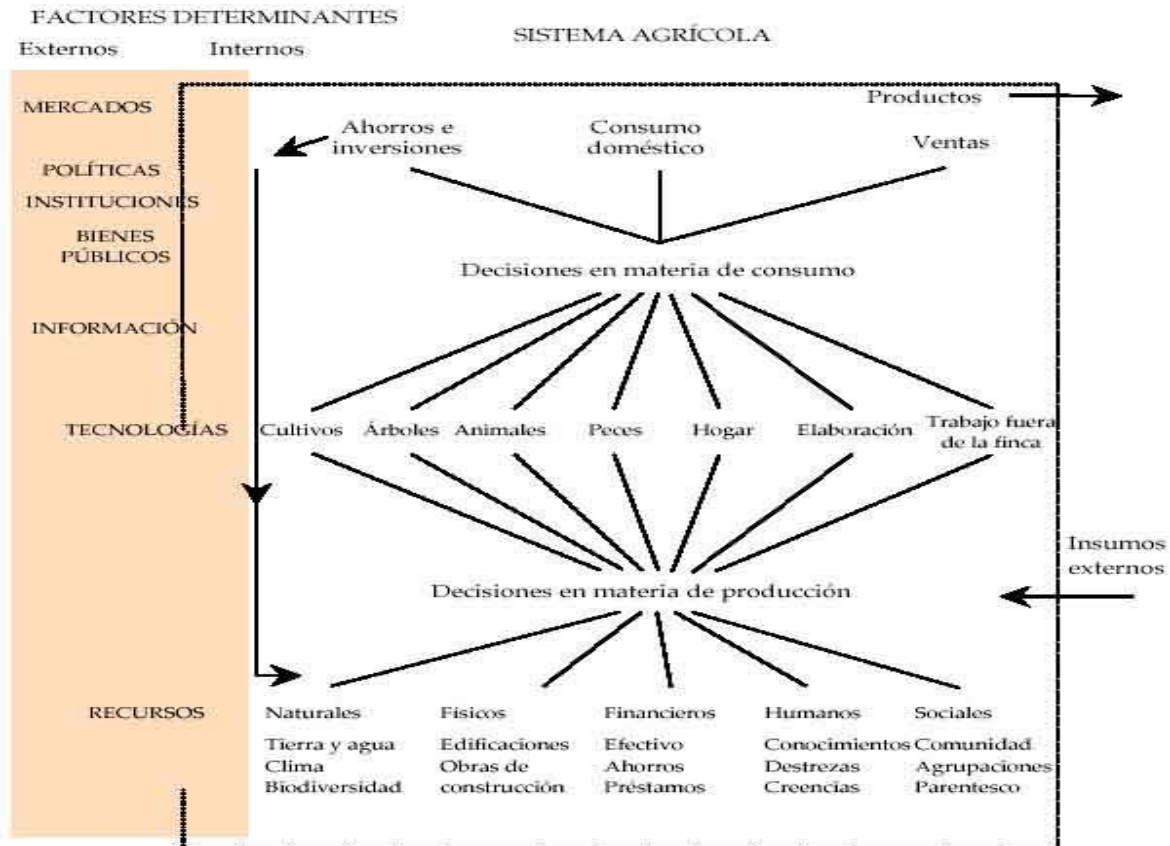 FACTORES DETERMINANTES
Externos
Internos
SISTEMA AGRÍCOLA
MERCADOS
POLÍTICAS
INSTITUCIONES
BIENES
PÚBLICOS
INFORMACIÓN
TECNOLOGÍAS
RECURSOS
Productos
Ahorros e
inversiones
Consumo
doméstico
Ventas
Decisiones en materia de consumo
Cultivos
Árboles
Animales
Peces
Hogar
Elaboración
Trabajo fuera
de la finca
Insumos
externos
Decisiones en materia de producción
Naturales
Tierra y agua
Clima
Biodiversidad
Físicos
Edificaciones
Obras de
construcción
Financieros
Efectivo
Ahorros
Préstamos
Humanos
Conocimientos
Destrezas
Creencias
Sociales
Comunidad
Agrupaciones
Parentesco